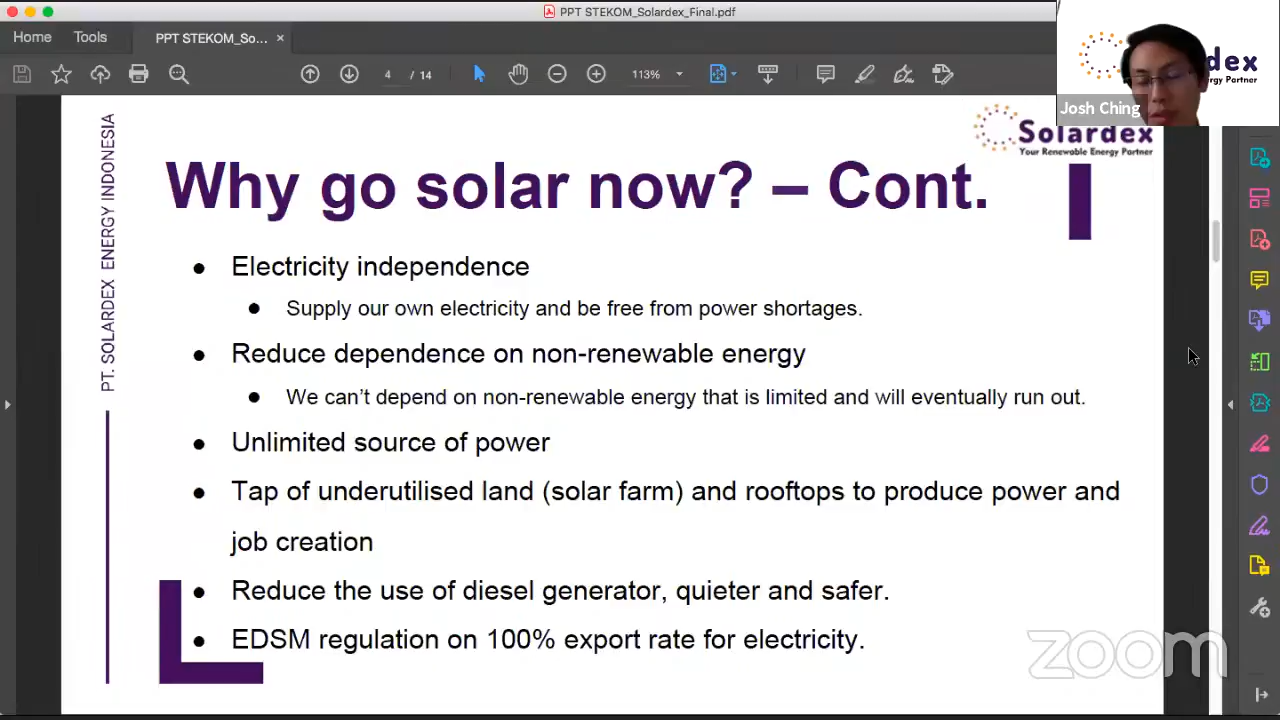 PPT STEKOM_Solardex_Final.pdf
Home Tools PPT STEKOM_So... ×
4 / 14 113%
dex
rgy Partner
Josh Ching
Solardex
Your Renewable Energy Partner
PT. SOLARDEX ENERGY INDONESIA
Why go solar now? – Cont.
● Electricity independence
● Supply our own electricity and be free from power shortages.
● Reduce dependence on non-renewable energy
● We can’t depend on non-renewable energy that is limited and will eventually run out.
● Unlimited source of power
● Tap of underutilised land (solar farm) and rooftops to produce power and
job creation
● Reduce the use of diesel generator, quieter and safer.
● EDSM regulation on 100% export rate for electricity.
zoom